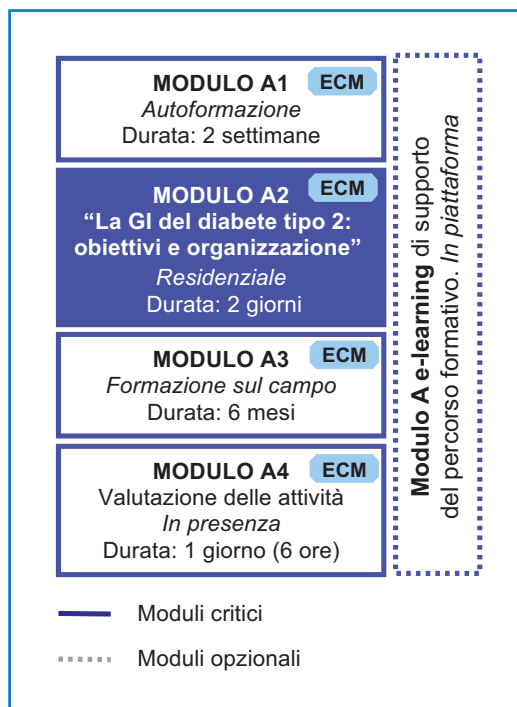 MODULO A1 ECM
Autoformazione
Durata: 2 settimane
MODULO A2 ECM
“La GI del diabete tipo 2:
obiettivi e organizzazione”
Residenziale
Durata: 2 giorni
MODULO A3 ECM
Formazione sul campo
Durata: 6 mesi
MODULO A4 ECM
Valutazione delle attività
In presenza
Durata: 1 giorno (6 ore)
Modulo A e-learning di supporto
del percorso formativo. In piattaforma
Moduli critici
Moduli opzionali